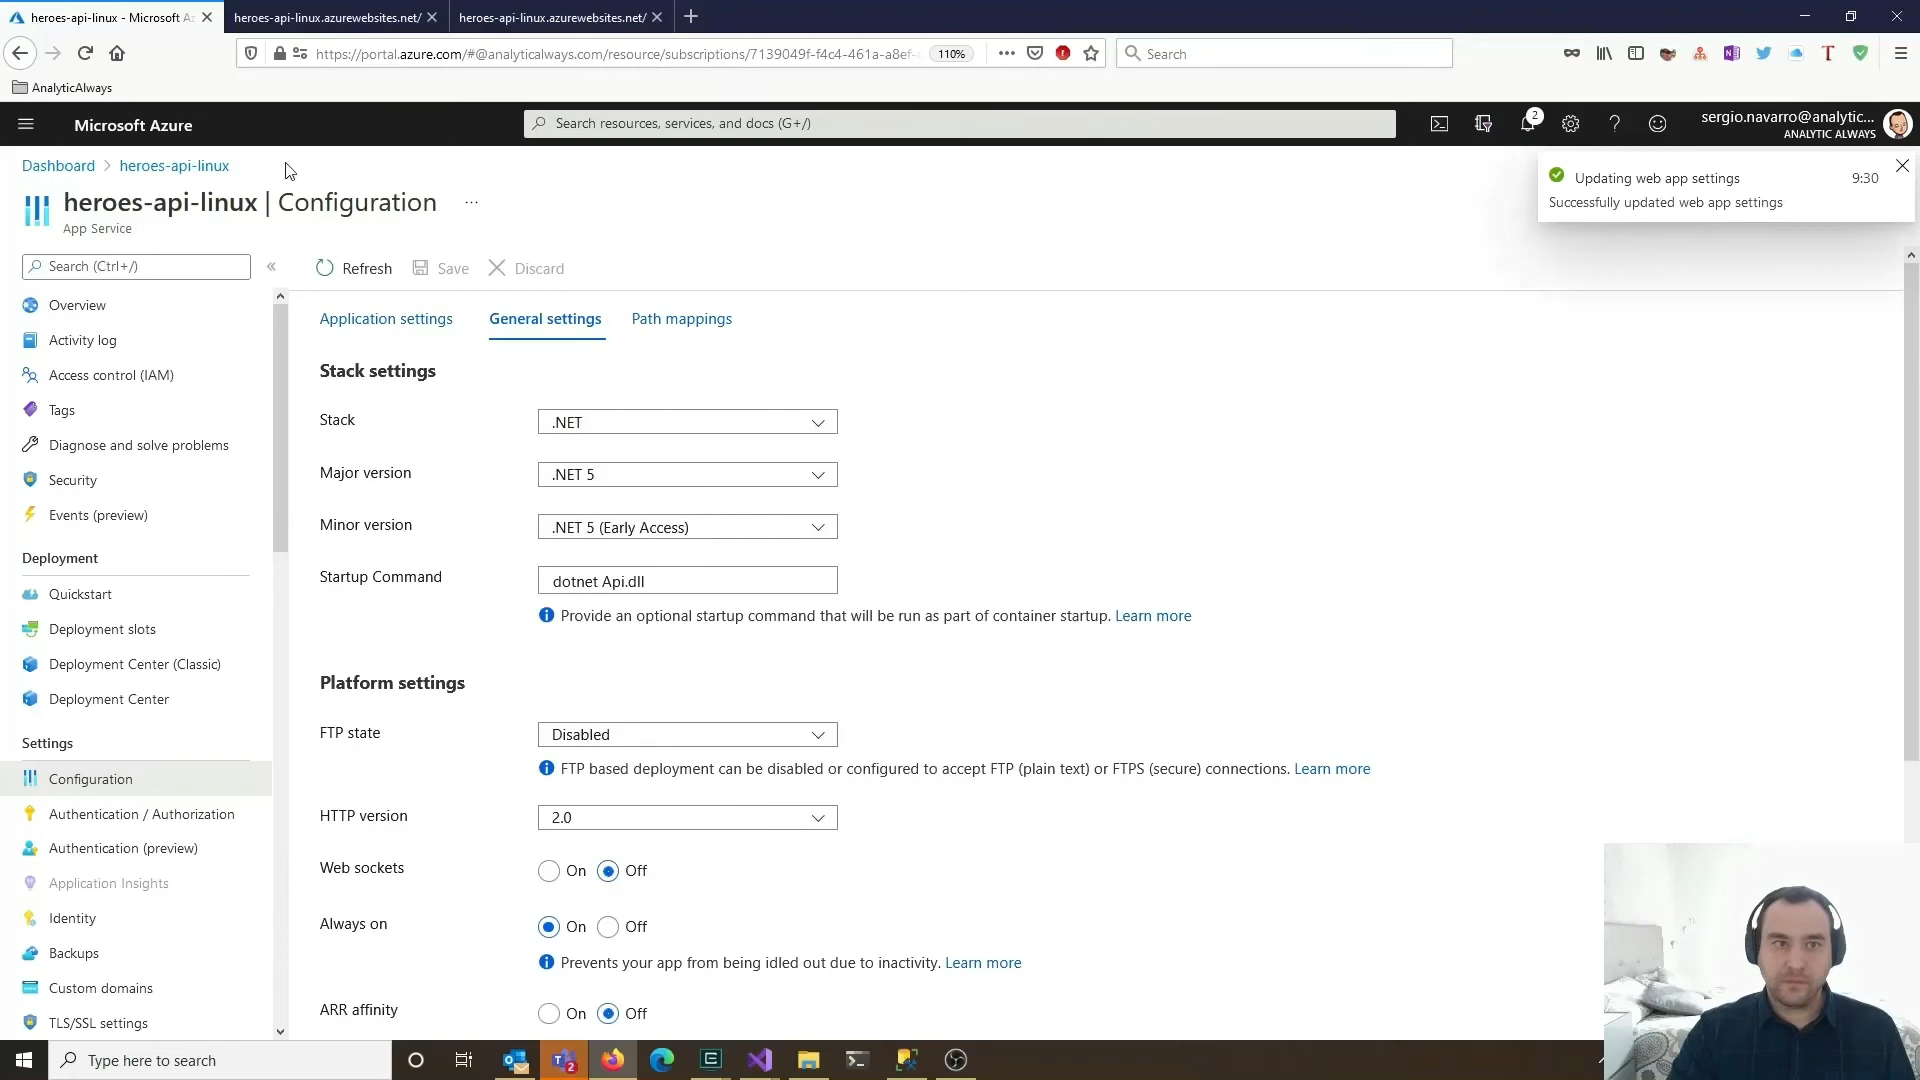 heroes-api-linux - Microsoft Az
heroes-api-linux.azurewebsites.net/
heroes-api-linux.azurewebsites.net/
https://portal.azure.com/#@analyticalways.com/resource/subscriptions/7139049f-f4c4-461a-a8ef-
110%
Search
AnalyticAlways
Microsoft Azure
Search resources, services, and docs (G+/)
2
sergio.navarro@analytic...
ANALYTIC ALWAYS
Dashboard > heroes-api-linux
heroes-api-linux | Configuration ...
App Service
Updating web app settings 9:30
Successfully updated web app settings
Search (Ctrl+/)
«
Refresh
Save
Discard
Overview
Activity log
Access control (IAM)
Tags
Diagnose and solve problems
Security
Events (preview)
Deployment
Quickstart
Deployment slots
Deployment Center (Classic)
Deployment Center
Settings
Configuration
Authentication / Authorization
Authentication (preview)
Application Insights
Identity
Backups
Custom domains
TLS/SSL settings
Application settings
General settings
Path mappings
Stack settings
Stack
.NET
Major version
.NET 5
Minor version
.NET 5 (Early Access)
Startup Command
dotnet Api.dll
Provide an optional startup command that will be run as part of container startup. Learn more
Platform settings
FTP state
Disabled
FTP based deployment can be disabled or configured to accept FTP (plain text) or FTPS (secure) connections. Learn more
HTTP version
2.0
Web sockets
On Off
Always on
On Off
Prevents your app from being idled out due to inactivity. Learn more
ARR affinity
On Off
Type here to search
2